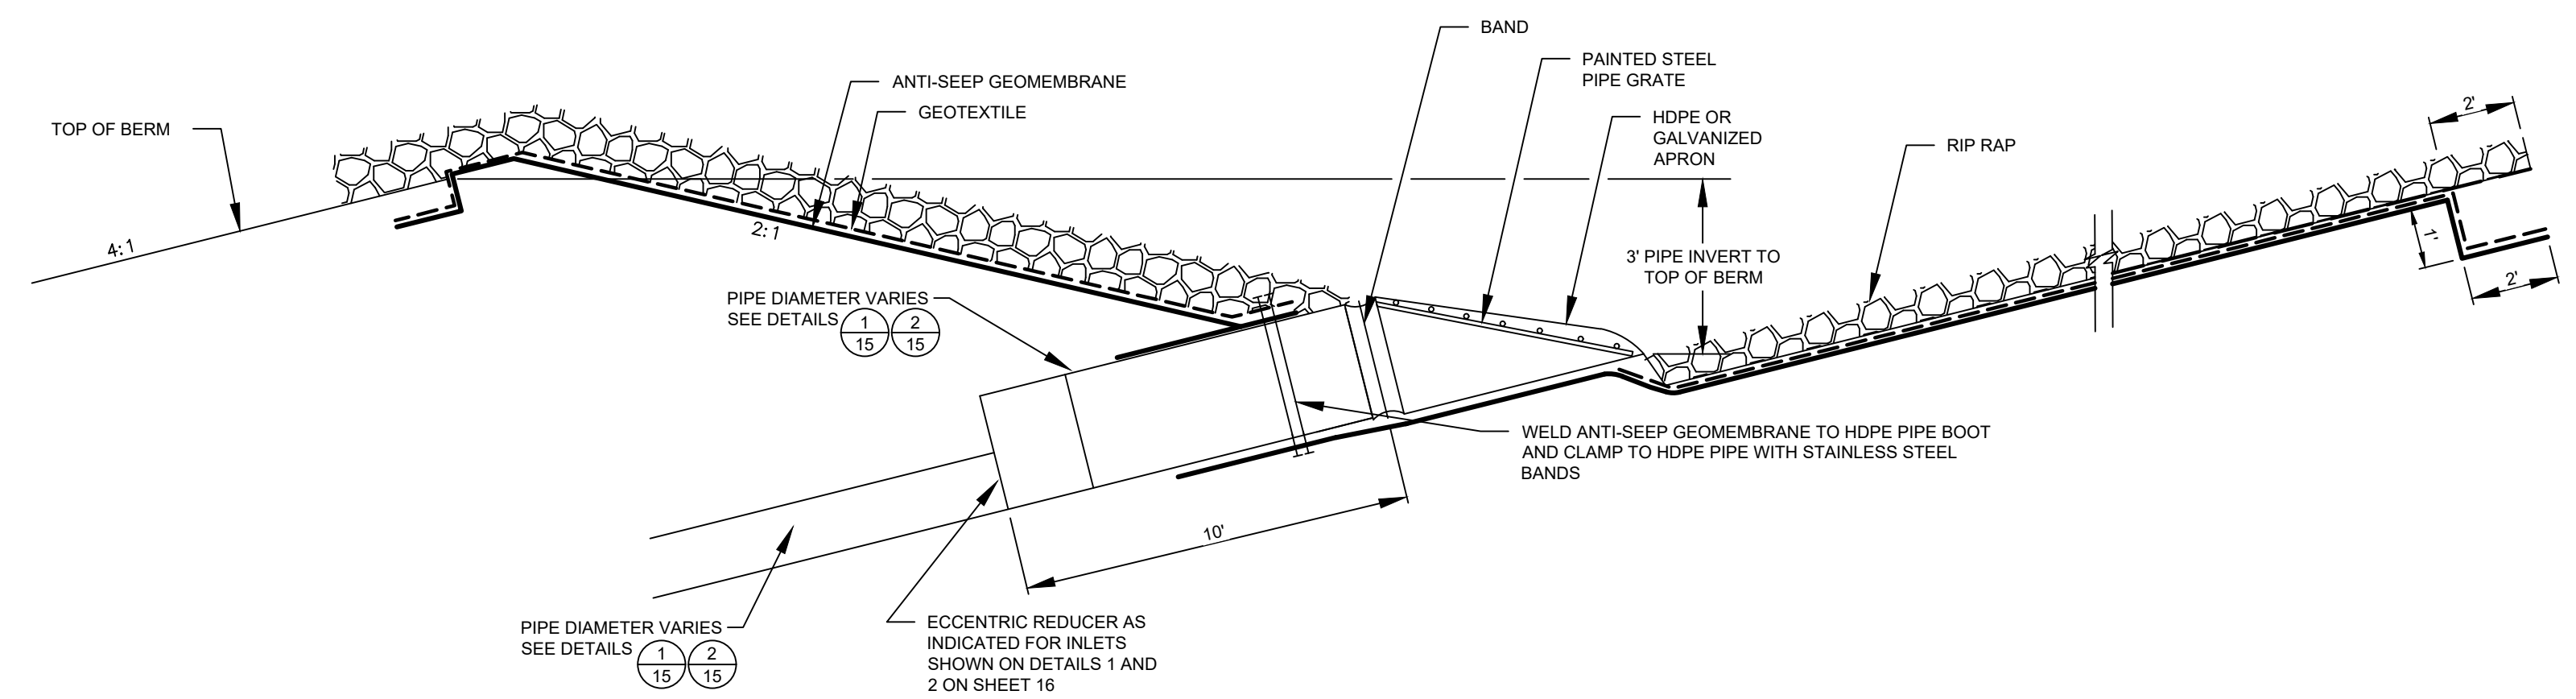 BAND
PAINTED STEEL
PIPE GRATE
ANTI-SEEP GEOMEMBRANE
GEOTEXTILE
HDPE OR
GALVANIZED
APRON
2'
TOP OF BERM
RIP RAP
4:1
2:1
3' PIPE INVERT TO
TOP OF BERM
1'
2'
PIPE DIAMETER VARIES
SEE DETAILS
1
15
2
15
WELD ANTI-SEEP GEOMEMBRANE TO HDPE PIPE BOOT
AND CLAMP TO HDPE PIPE WITH STAINLESS STEEL
BANDS
10'
PIPE DIAMETER VARIES
SEE DETAILS
1
15
2
15
ECCENTRIC REDUCER AS
INDICATED FOR INLETS
SHOWN ON DETAILS 1 AND
2 ON SHEET 16